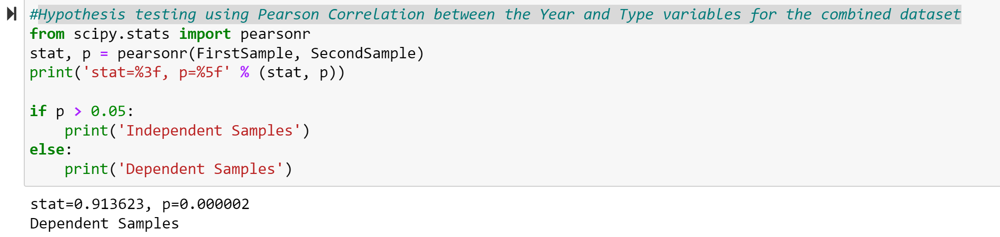 #Hypothesis testing using Pearson Correlation between the Year and Type variables for the combined dataset
from scipy.stats import pearsonr
stat, p = pearsonr(FirstSample, SecondSample)
print('stat=%3f, p=%5f' % (stat, p))
if p > 0.05:
    print('Independent Samples')
else:
    print('Dependent Samples')
stat=0.913623, p=0.000002
Dependent Samples